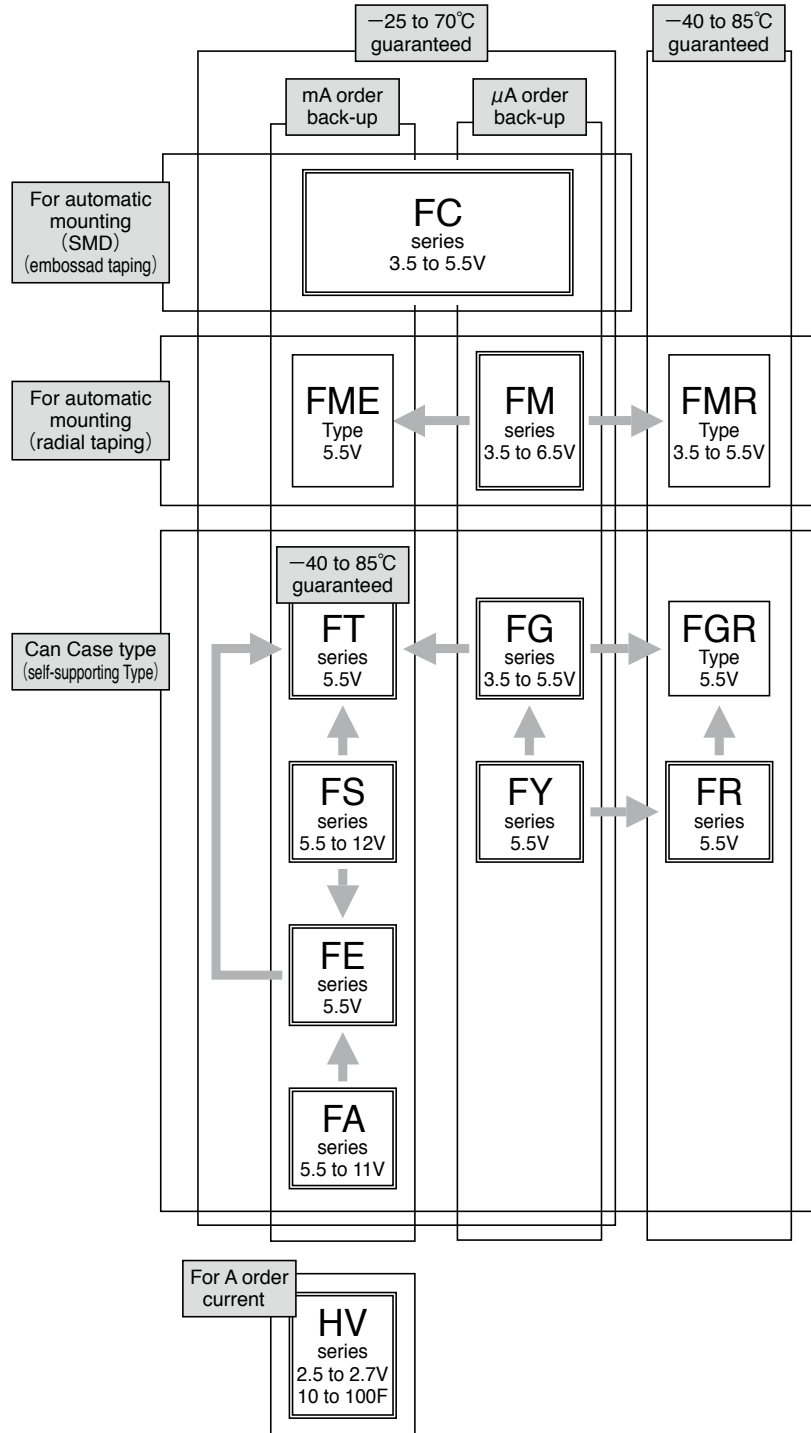 －25 to 70℃
guaranteed
－40 to 85℃
guaranteed
mA order
back-up
μA order
back-up
For automatic
mounting
（SMD）
（embossad taping）
FC
series
3.5 to 5.5V
For automatic
mounting
（radial taping）
FME
Type
5.5V
FM
series
3.5 to 6.5V
FMR
Type
3.5 to 5.5V
－40 to 85℃
guaranteed
Can Case type
（self-supporting Type）
FT
series
5.5V
FG
series
3.5 to 5.5V
FGR
Type
5.5V
FS
series
5.5 to 12V
FY
series
5.5V
FR
series
5.5V
FE
series
5.5V
FA
series
5.5 to 11V
For A order
current
HV
series
2.5 to 2.7V
10 to 100F